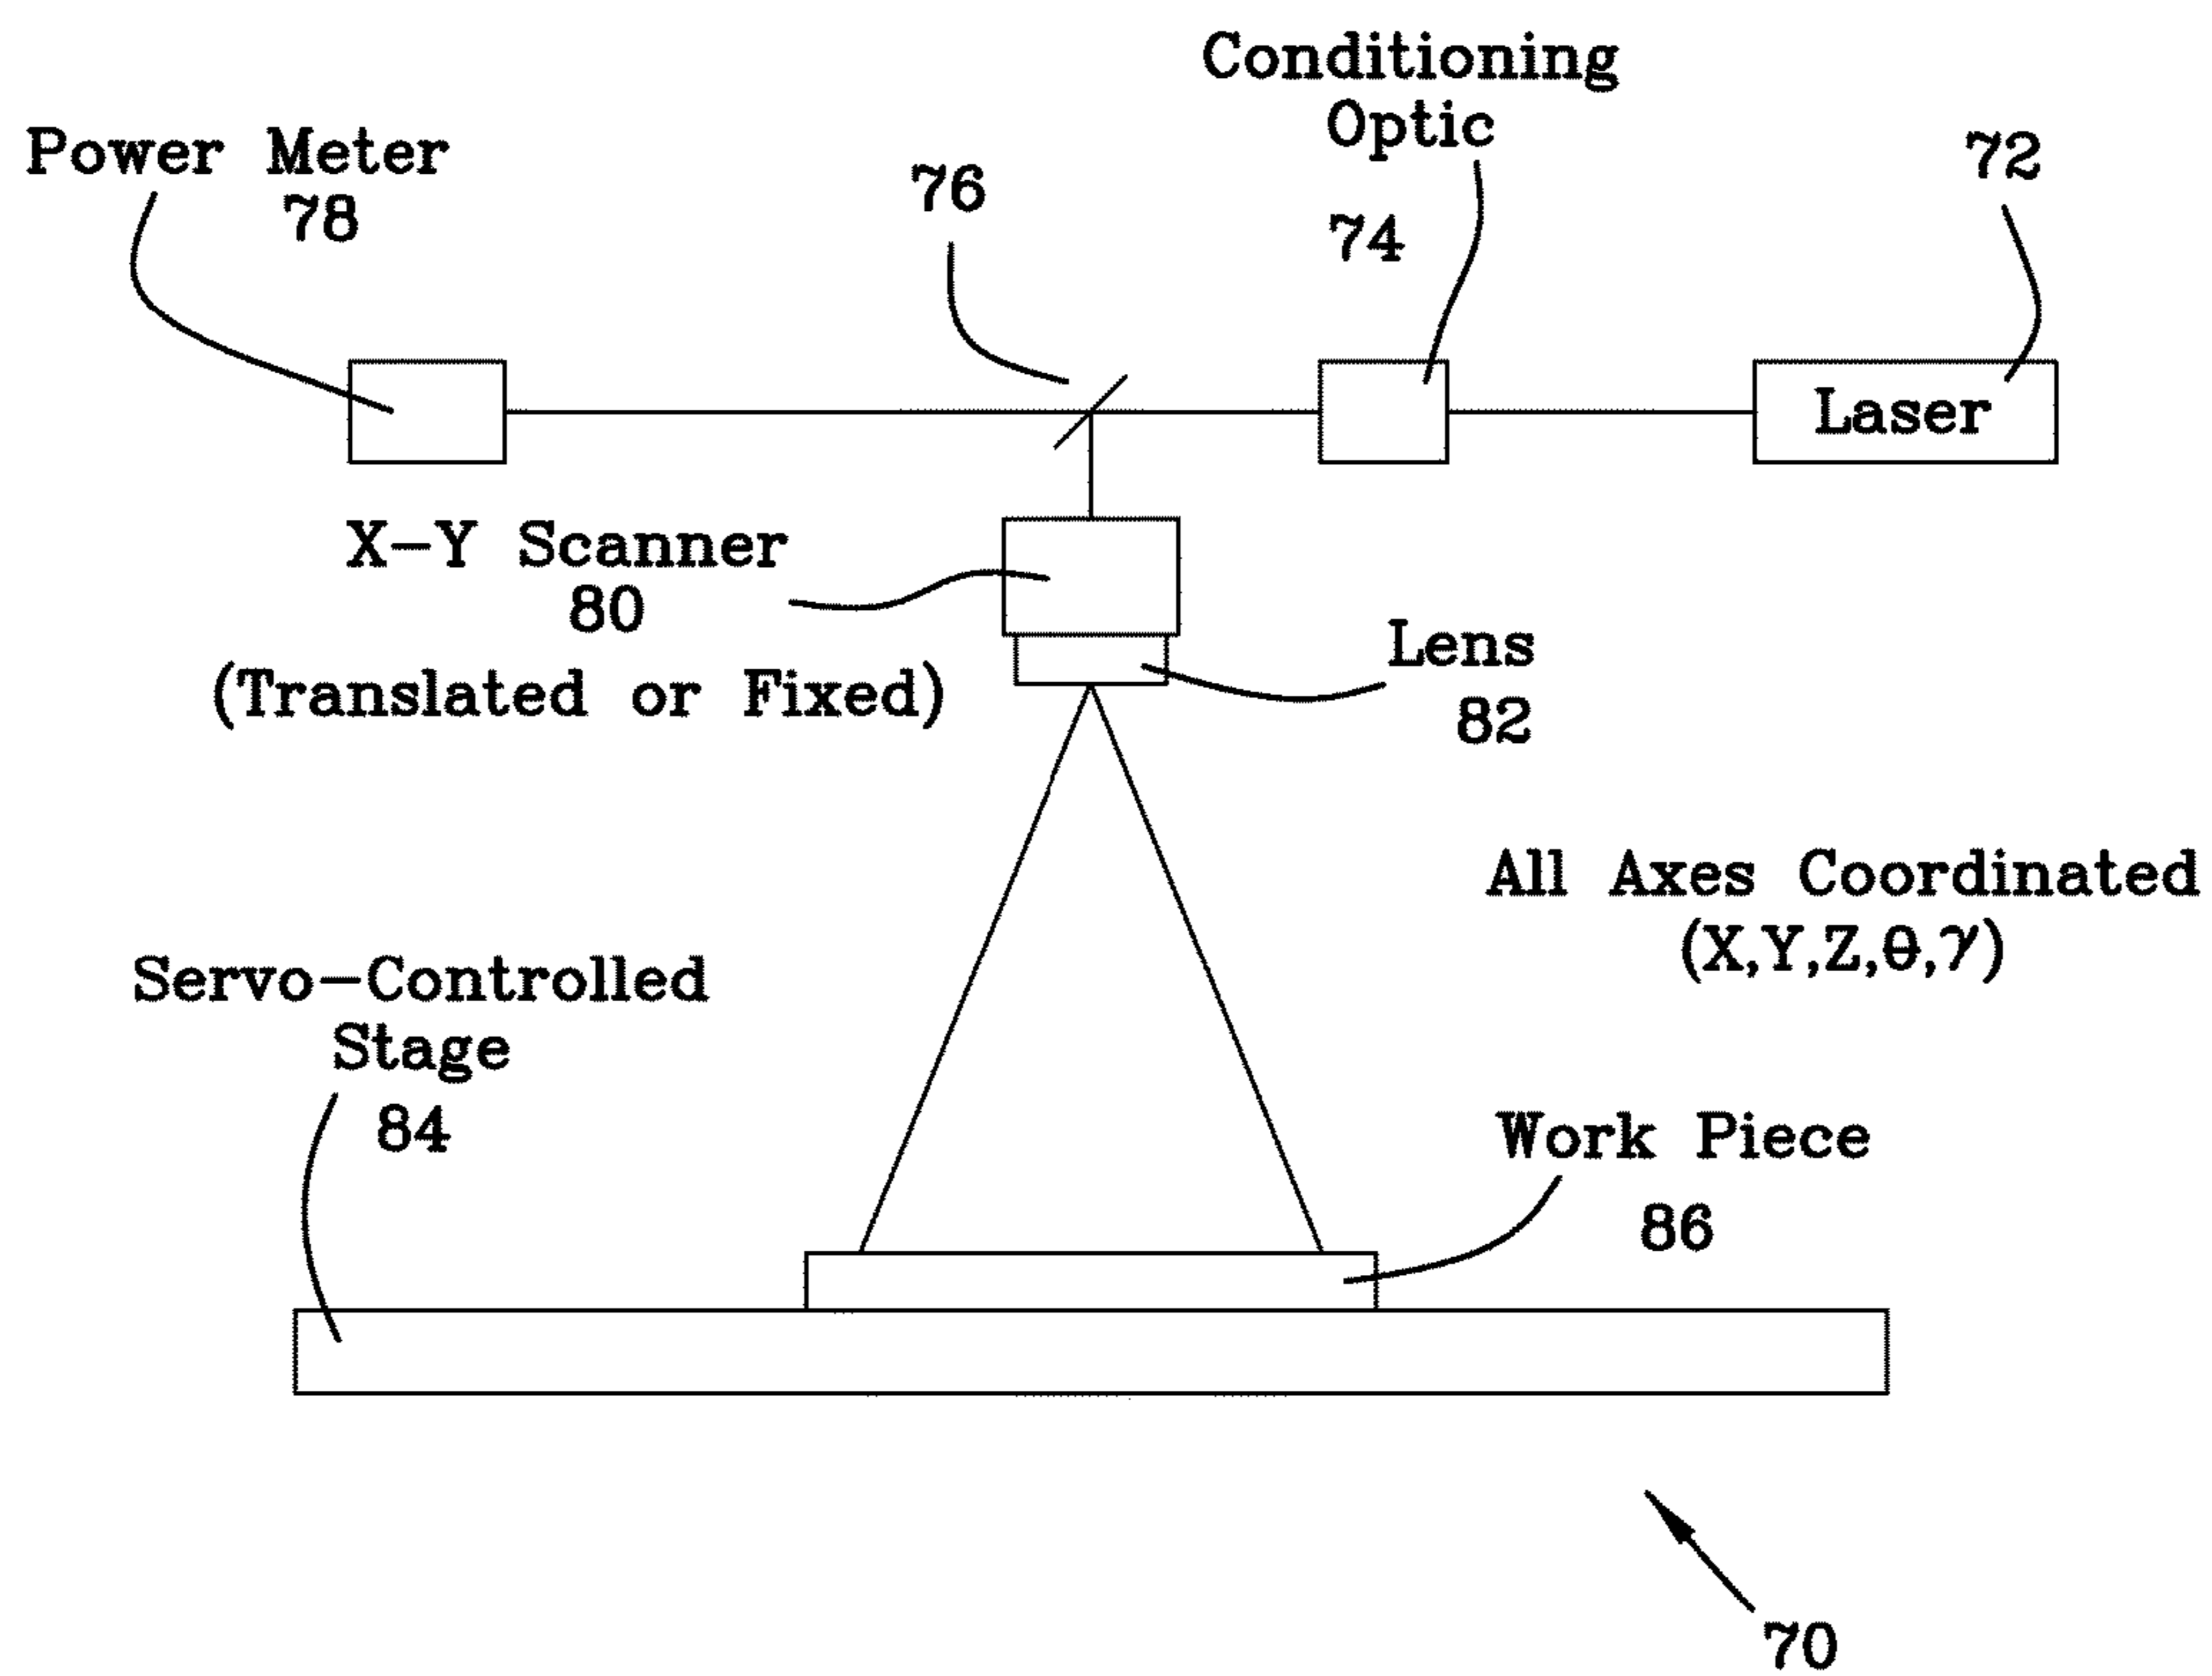 Conditioning
Optic
74
72
Power Meter
78
76
Laser
X-Y Scanner
80
(Translated or Fixed)
Lens
82
All Axes Coordinated
(X,Y,Z,θ,γ)
Servo-Controlled
Stage
84
Work Piece
86
70